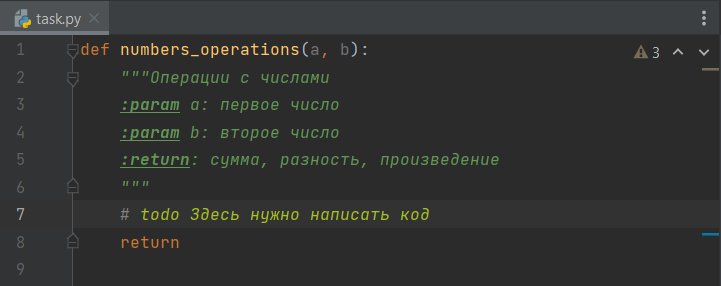 task.py
3
1 def numbers_operations(a, b):
2 """Операции с числами
3 :param a: первое число
4 :param b: второе число
5 :return: сумма, разность, произведение
6 """
7 # todo Здесь нужно написать код
8 return
9